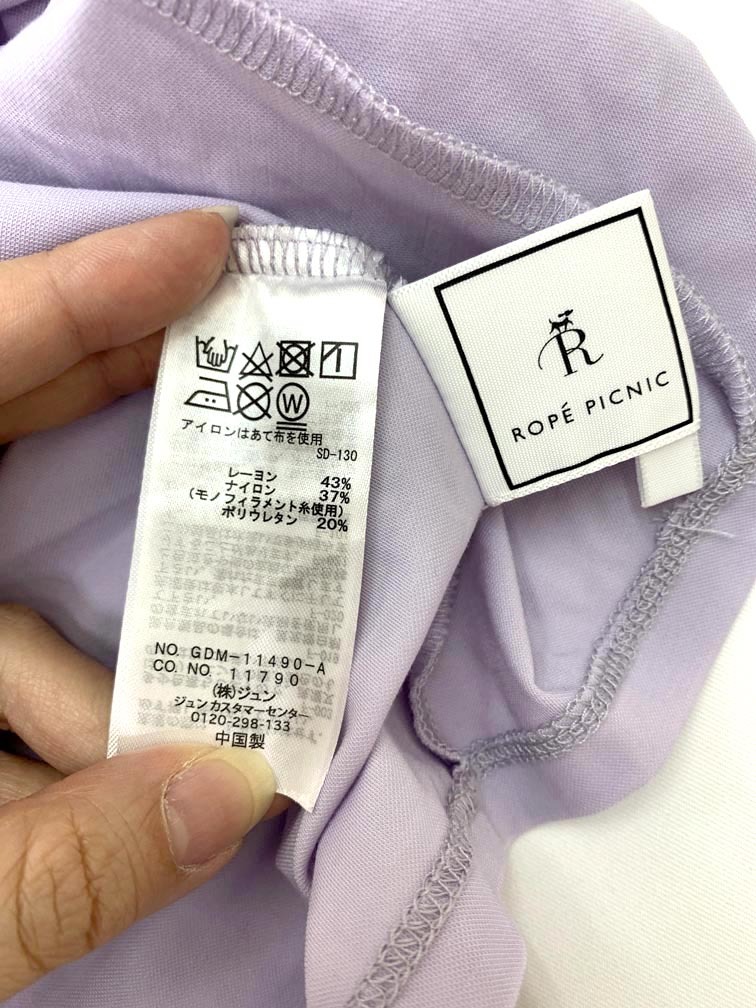 アイロンはあて布を使用
SD-130
レーヨン 43%
ナイロン 37%
(モノフィラメント糸使用)
ポリウレタン 20%
NO. GDM-11490-A
CO. NO. 11790
(株)ジュン
ジュン カスタマーセンター
0120-298-133
中国製
W
R
ROPÉ PICNIC